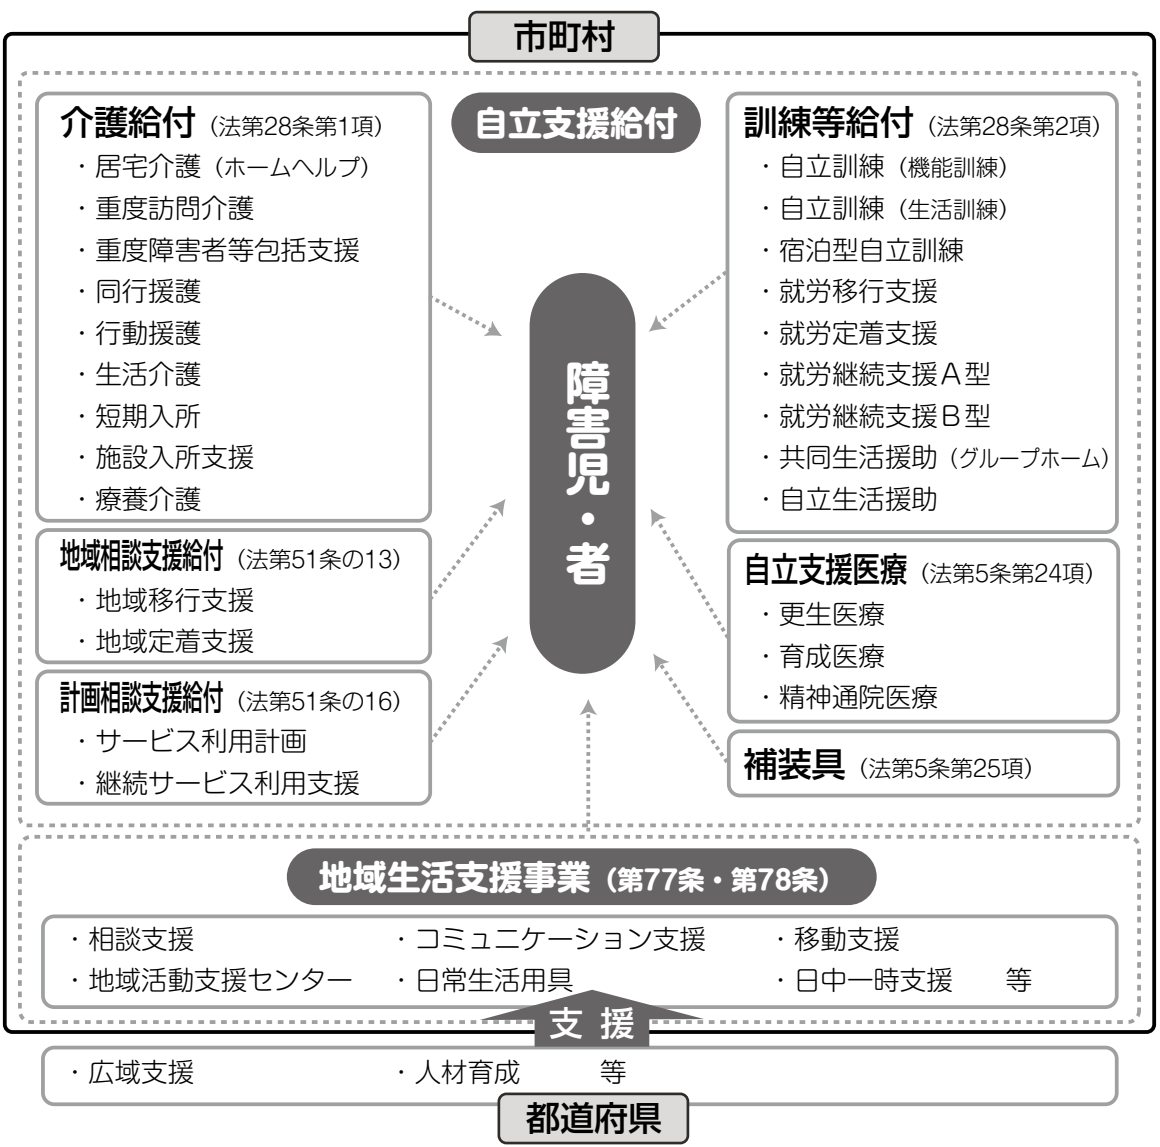 市町村
自立支援給付
介護給付（法第28条第1項）
・居宅介護（ホームヘルプ）
・重度訪問介護
・重度障害者等包括支援
・同行援護
・行動援護
・生活介護
・短期入所
・施設入所支援
・療養介護
地域相談支援給付（法第51条の13）
・地域移行支援
・地域定着支援
計画相談支援給付（法第51条の16）
・サービス利用計画
・継続サービス利用支援
障害児・者
訓練等給付（法第28条第2項）
・自立訓練（機能訓練）
・自立訓練（生活訓練）
・宿泊型自立訓練
・就労移行支援
・就労定着支援
・就労継続支援A型
・就労継続支援B型
・共同生活援助（グループホーム）
・自立生活援助
自立支援医療（法第5条第24項）
・更生医療
・育成医療
・精神通院医療
補装具（法第5条第25項）
地域生活支援事業（第77条・第78条）
・相談支援 ・コミュニケーション支援 ・移動支援
・地域活動支援センター ・日常生活用具 ・日中一時支援 等
支援
・広域支援 ・人材育成 等
都道府県